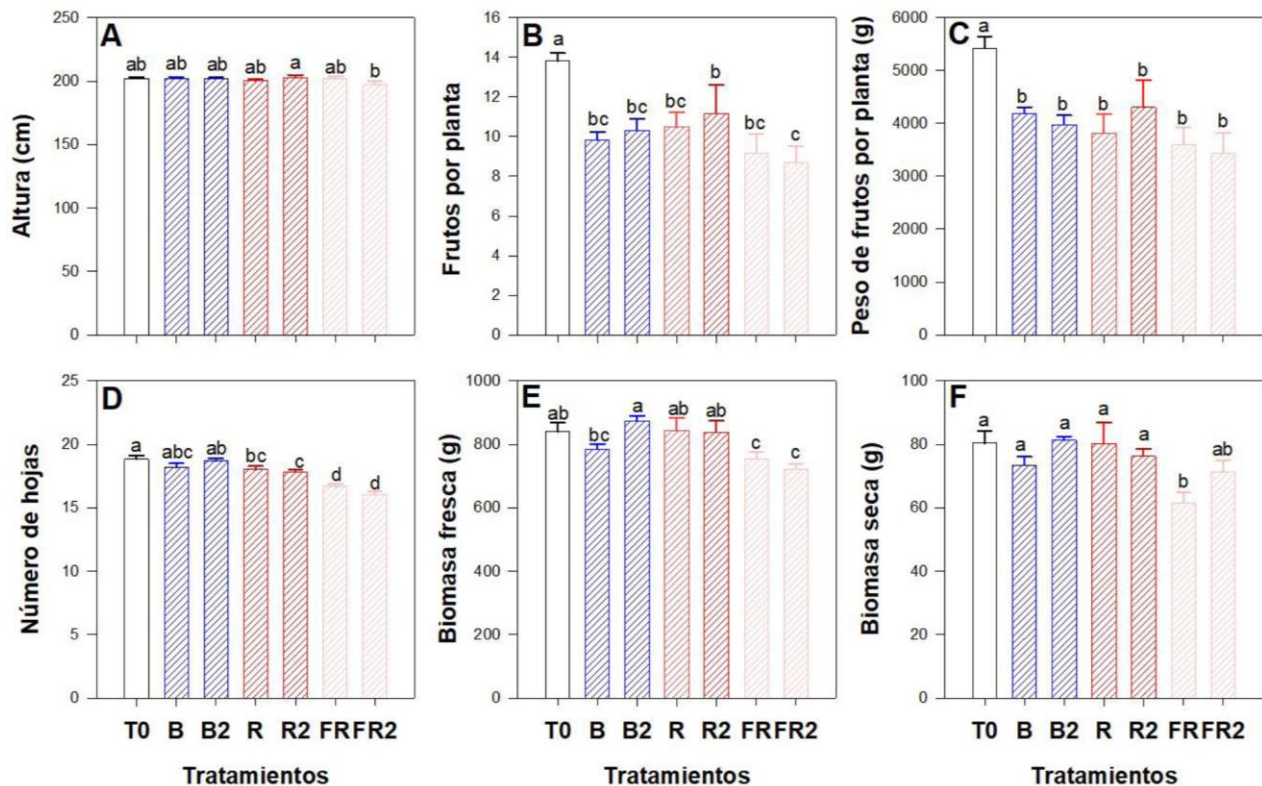 A
Altura (cm)
250
200
150
100
50
0
ab ab ab ab a ab b
B
Frutos por planta
16
14
12
10
8
6
4
2
0
a bc bc bc b bc c
C
Peso de frutos por planta (g)
6000
5000
4000
3000
2000
1000
0
a b b b b b b
D
Número de hojas
25
20
15
10
5
0
a abc ab bc c d d
T0 B B2 R R2 FR FR2
Tratamientos
E
Biomasa fresca (g)
1000
800
600
400
200
0
ab bc a ab ab c c
T0 B B2 R R2 FR FR2
Tratamientos
F
Biomasa seca (g)
100
80
60
40
20
0
a a a a a b ab
T0 B B2 R R2 FR FR2
Tratamientos